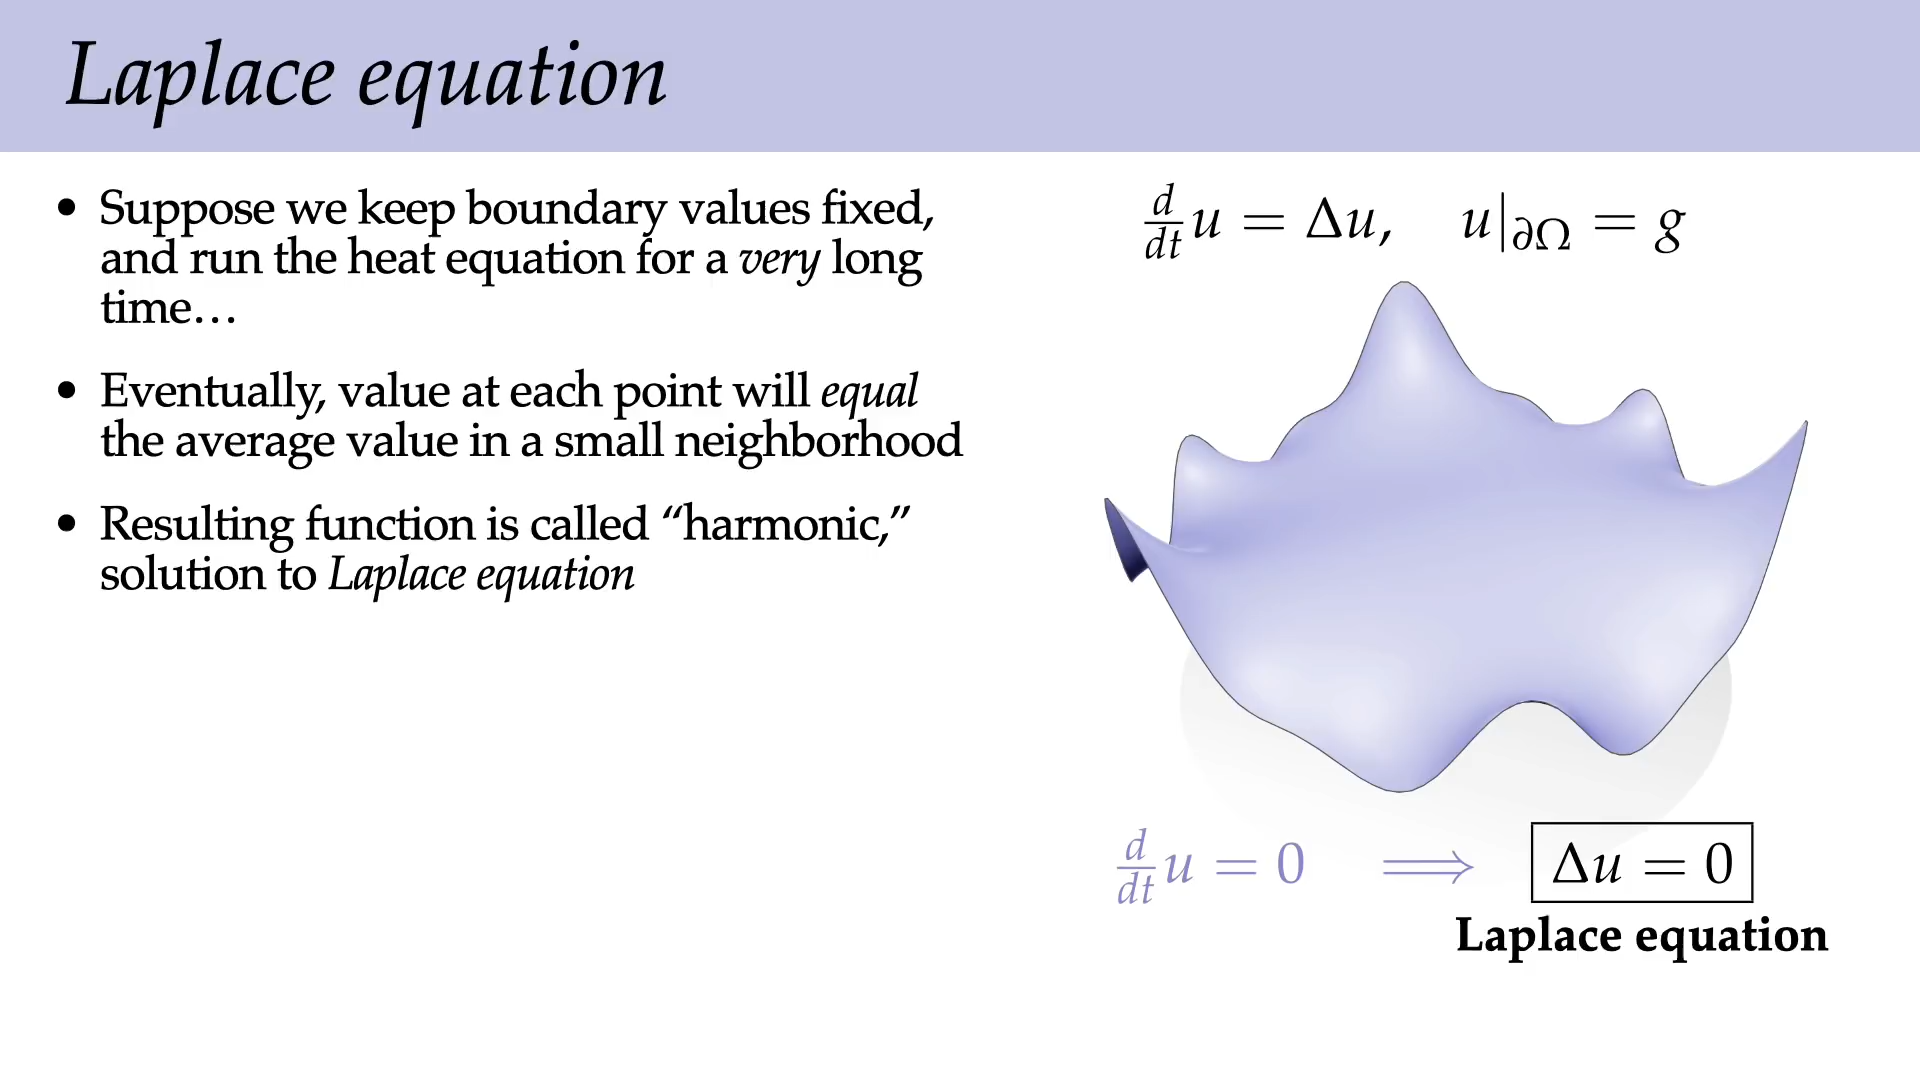 Laplace equation
• Suppose we keep boundary values fixed,
and run the heat equation for a very long
time…
• Eventually, value at each point will equal
the average value in a small neighborhood
• Resulting function is called “harmonic,”
solution to Laplace equation
d/dt u = Δu, u|∂Ω = g
d/dt u = 0 ⟹ Δu = 0
Laplace equation